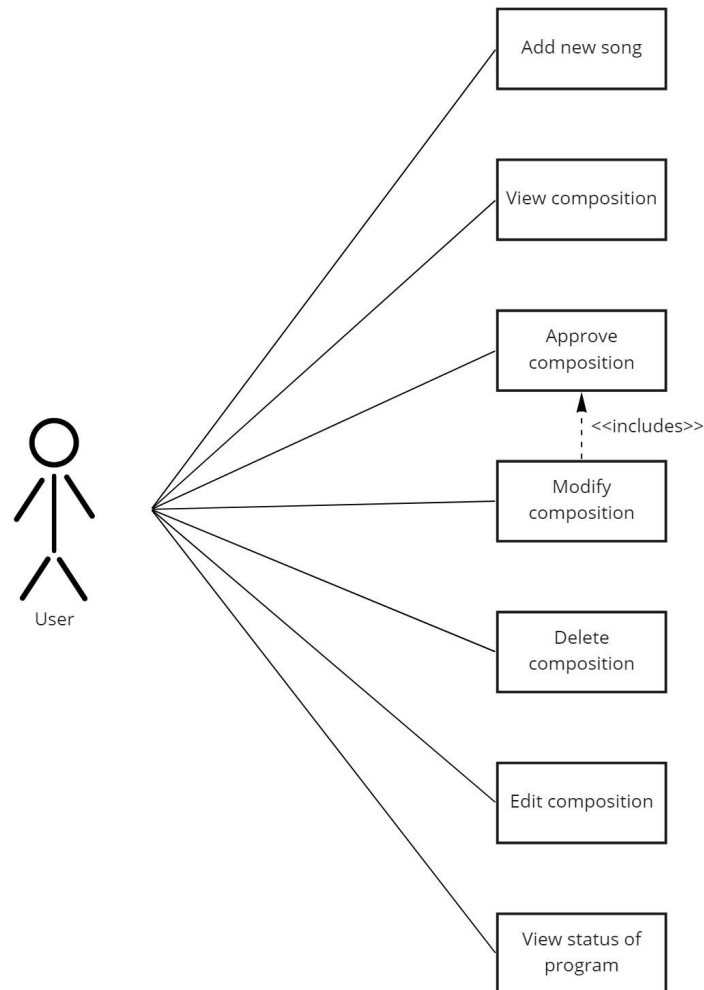 Add new song
View composition
Approve
composition
<<includes>>
Modify
composition
User
Delete
composition
Edit composition
View status of
program